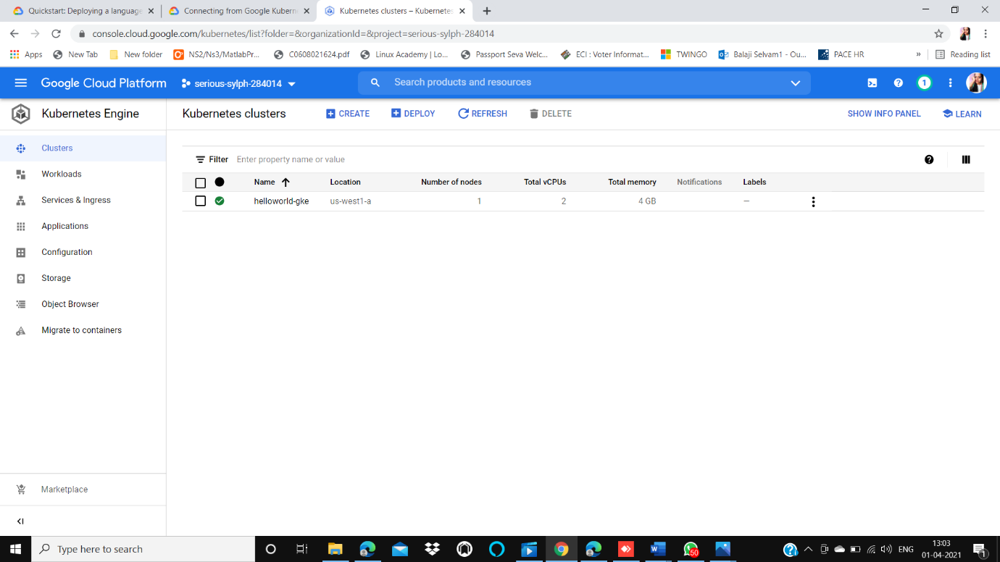 Quickstart: Deploying a language
Connecting from Google Kubern
Kubernetes clusters – Kubernetes
console.cloud.google.com/kubernetes/list?folder=&organizationId=&project=serious-sylph-284014
Apps New Tab New folder NS2/Ns3/MatlabPr... C0608021624.pdf Linux Academy | Lo... Passport Seva Welc... ECI : Voter Informat... TWINGO Balaji Selvam1 - Ou... PACE HR » Reading list
Google Cloud Platform serious-sylph-284014 Search products and resources 1
Kubernetes Engine Kubernetes clusters CREATE DEPLOY REFRESH DELETE SHOW INFO PANEL LEARN
Clusters
Workloads
Services & Ingress
Applications
Configuration
Storage
Object Browser
Migrate to containers
Marketplace
Filter Enter property name or value
Name Location Number of nodes Total vCPUs Total memory Notifications Labels
helloworld-gke us-west1-a 1 2 4 GB —
Type here to search
50
ENG
13:03
01-04-2021
1